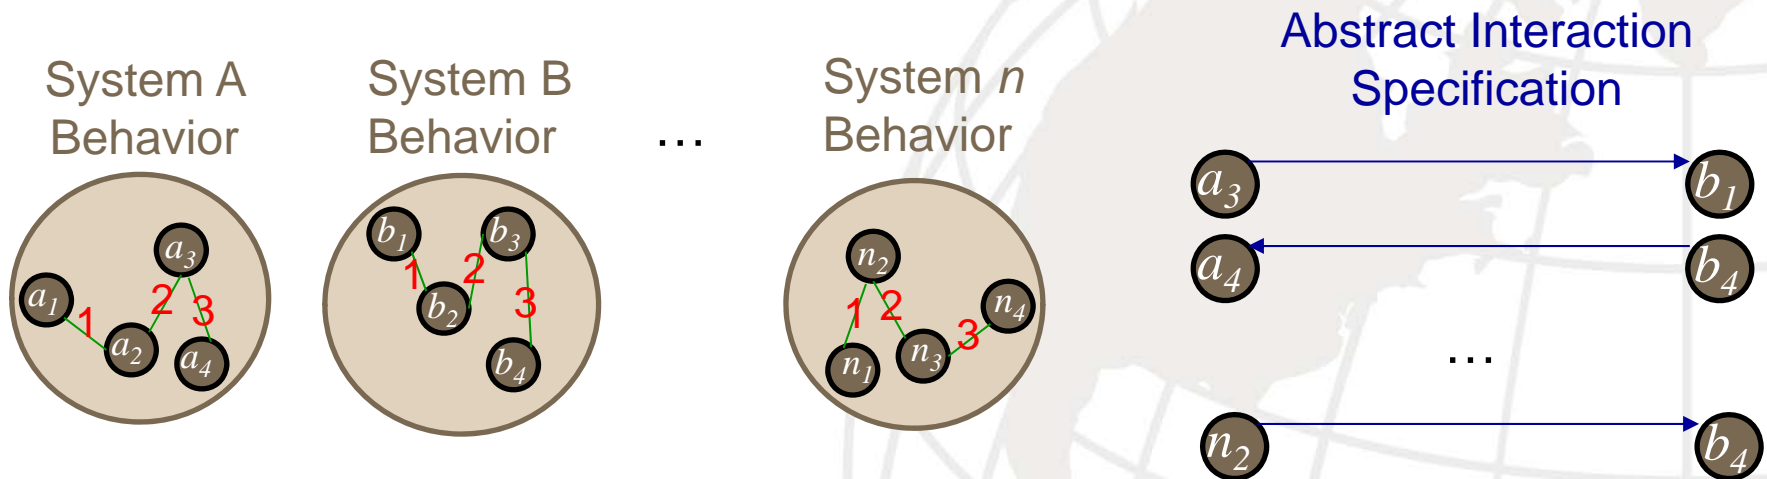 System A
Behavior
System B
Behavior
...
System n
Behavior
Abstract Interaction
Specification
a1
1
a2
2
a3
3
a4
b1
1
b2
2
b3
3
b4
n1
1
n2
2
n3
3
n4
a3 b1
a4 b4
...
n2 b4